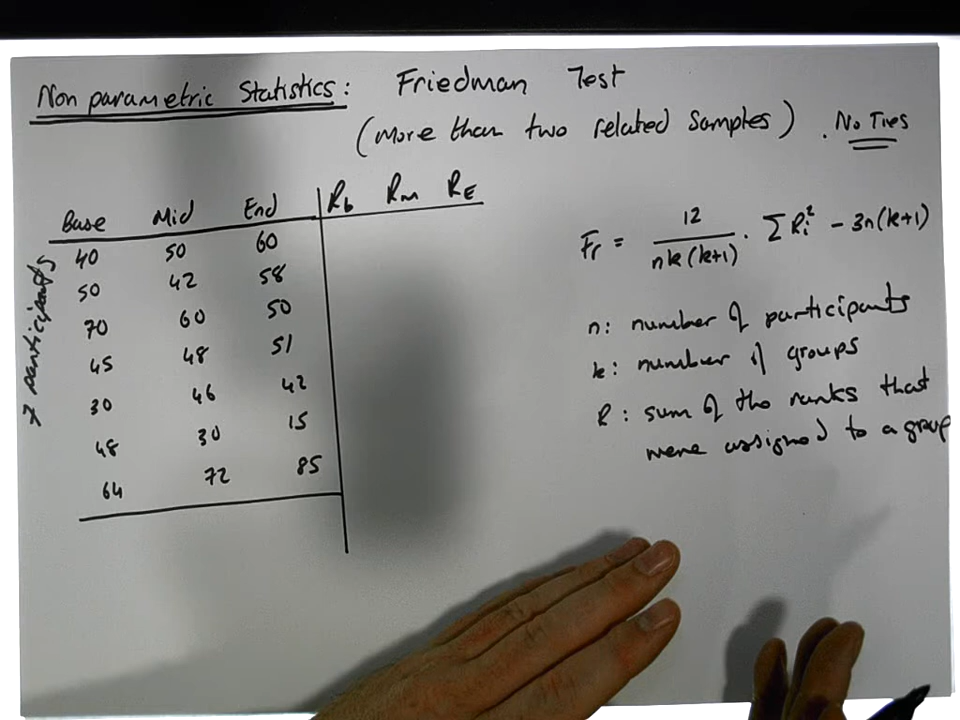 Non parametric Statistics: Friedman Test
(More than two related samples) . No Ties
Base Mid End Rb Rm RE
40 50 60
50 42 58
70 60 50
45 48 51
30 46 42
48 30 15
64 72 85
7 participants
Fr = 12 / nk(k+1) . ∑ Ri² - 3n(k+1)
n: number of participants
k: number of groups
R: sum of the ranks that
were assigned to a group